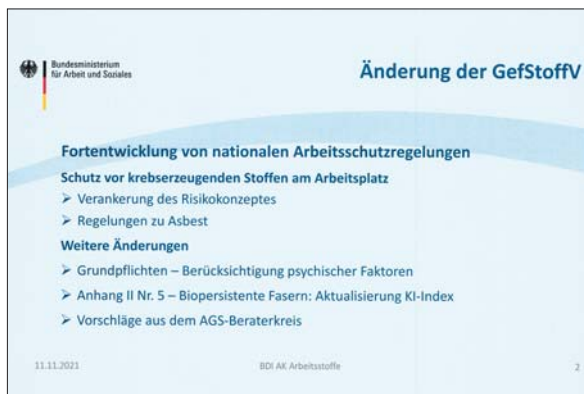 Bundesministerium
für Arbeit und Soziales
Änderung der GefStoffV
Fortentwicklung von nationalen Arbeitsschutzregelungen
Schutz vor krebserzeugenden Stoffen am Arbeitsplatz
➢ Verankerung des Risikokonzeptes
➢ Regelungen zu Asbest
Weitere Änderungen
➢ Grundpflichten – Berücksichtigung psychischer Faktoren
➢ Anhang II Nr. 5 – Biopersistente Fasern: Aktualisierung KI-Index
➢ Vorschläge aus dem AGS-Beraterkreis
11.11.2021 BDI AK Arbeitsstoffe 2